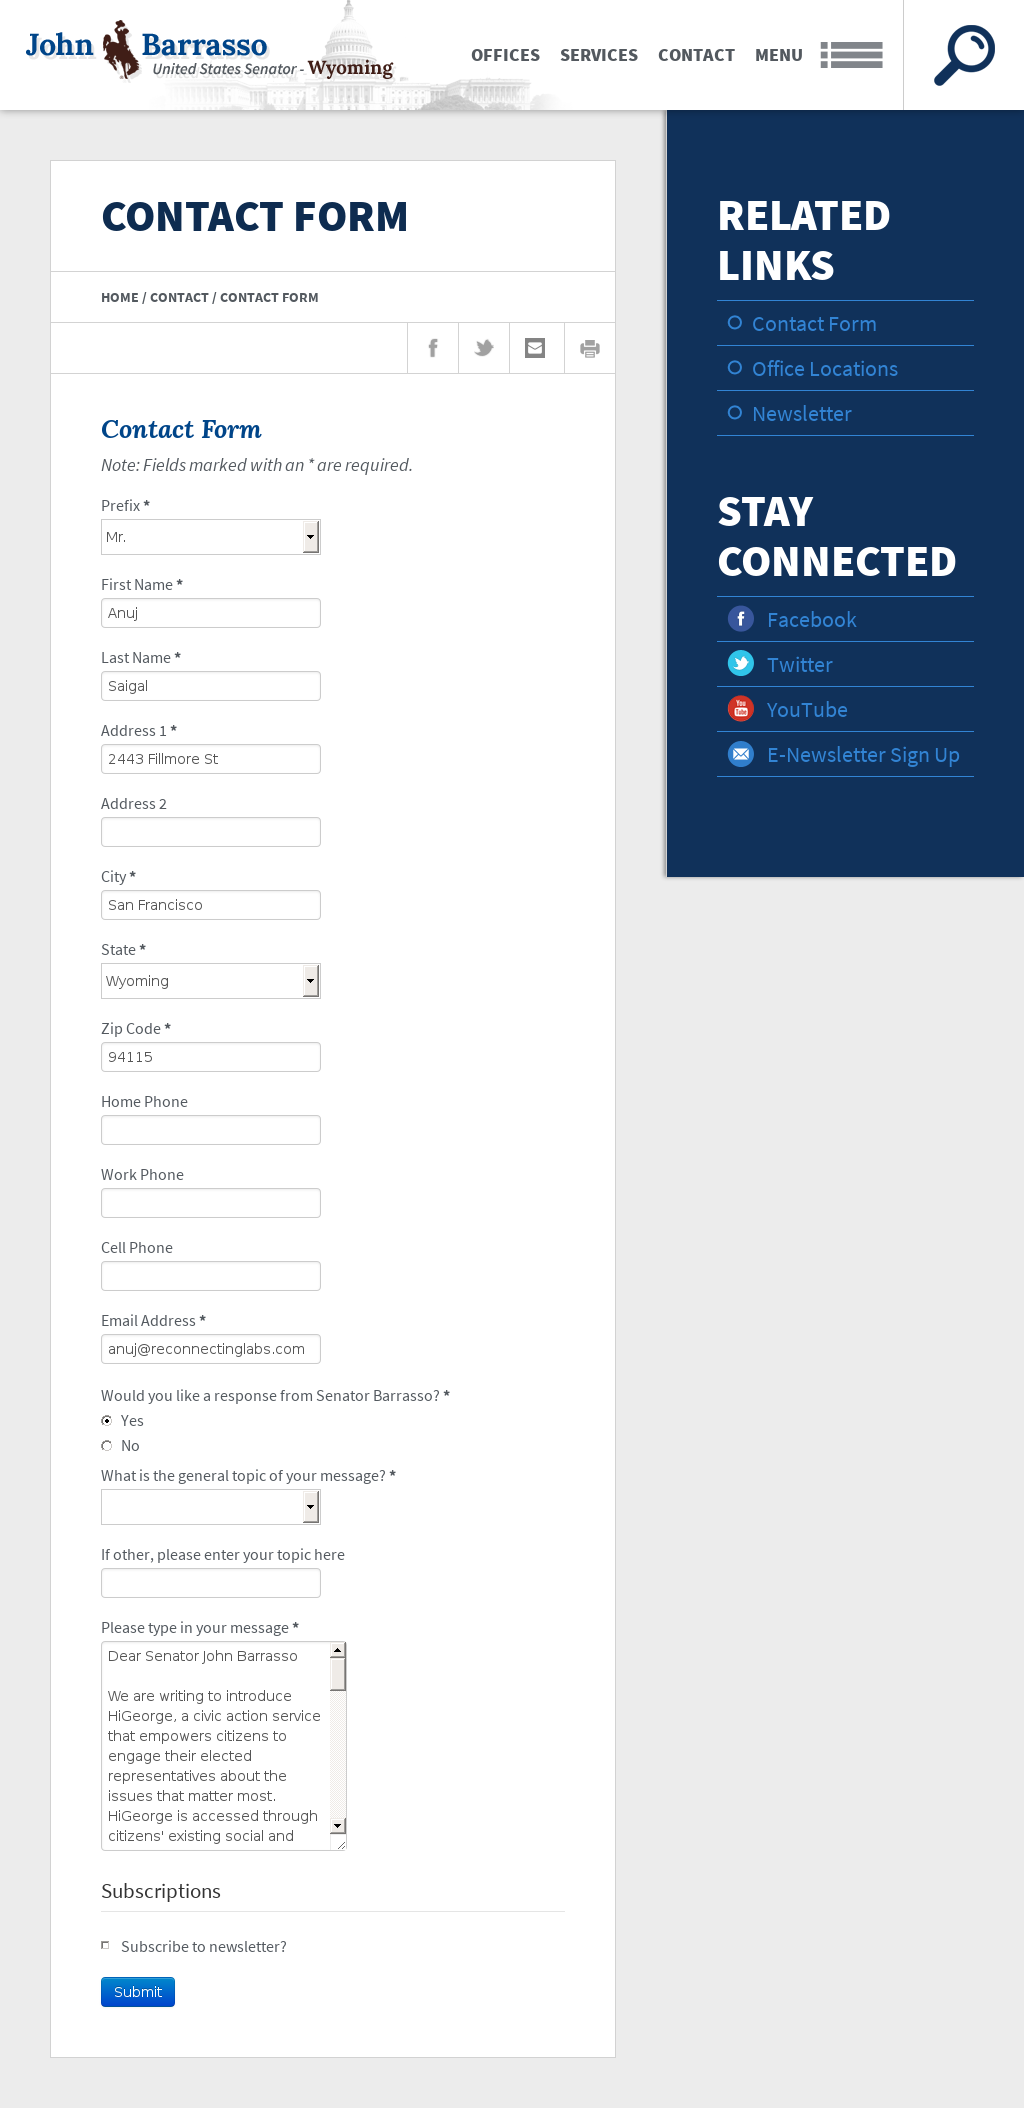 John Barrasso
United States Senator - Wyoming
OFFICES SERVICES CONTACT MENU
CONTACT FORM
HOME / CONTACT / CONTACT FORM
Contact Form
Note: Fields marked with an * are required.
Prefix *
Mr.
First Name *
Anuj
Last Name *
Saigal
Address 1 *
2443 Fillmore St
Address 2
City *
San Francisco
State *
Wyoming
Zip Code *
94115
Home Phone
Work Phone
Cell Phone
Email Address *
anuj@reconnectinglabs.com
Would you like a response from Senator Barrasso? *
Yes
No
What is the general topic of your message? *
If other, please enter your topic here
Please type in your message *
Dear Senator John Barrasso
We are writing to introduce
HiGeorge, a civic action service
that empowers citizens to
engage their elected
representatives about the
issues that matter most.
HiGeorge is accessed through
citizens' existing social and
Subscriptions
Subscribe to newsletter?
Submit
RELATED
LINKS
Contact Form
Office Locations
Newsletter
STAY
CONNECTED
Facebook
Twitter
You
Tube
YouTube
E-Newsletter Sign Up